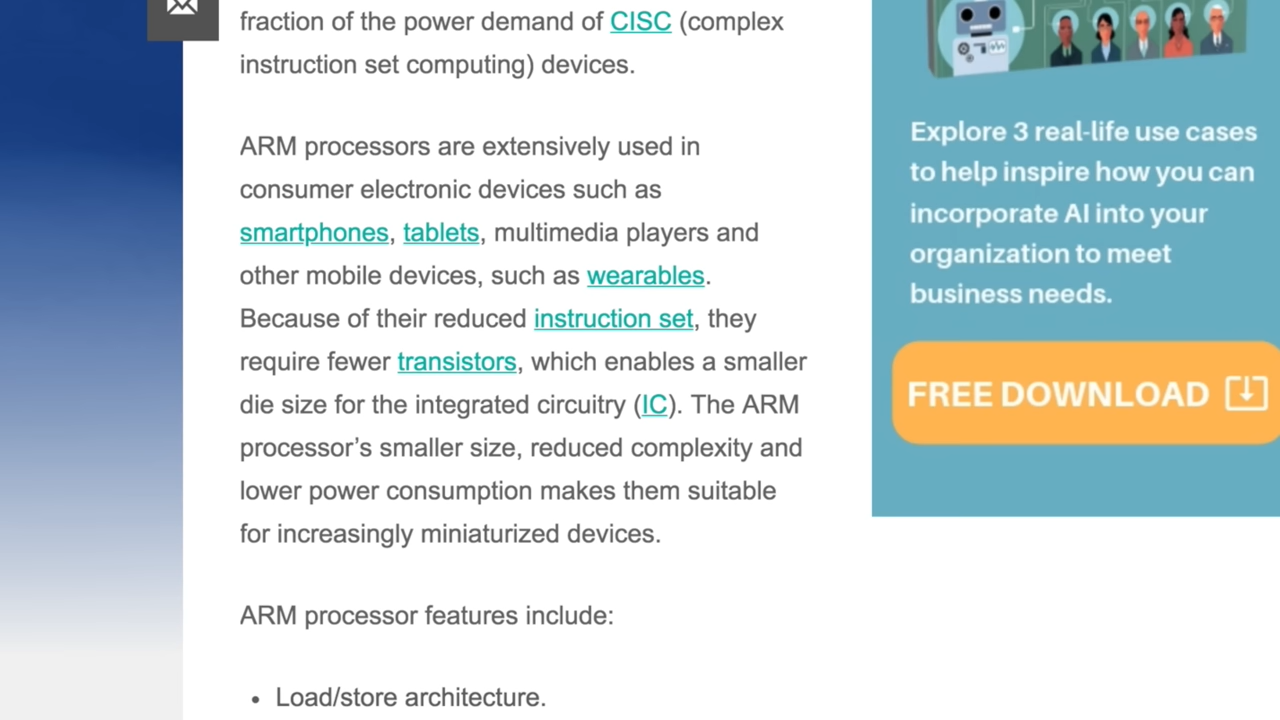 fraction of the power demand of CISC (complex
instruction set computing) devices.
ARM processors are extensively used in
consumer electronic devices such as
smartphones, tablets, multimedia players and
other mobile devices, such as wearables.
Because of their reduced instruction set, they
require fewer transistors, which enables a smaller
die size for the integrated circuitry (IC). The ARM
processor’s smaller size, reduced complexity and
lower power consumption makes them suitable
for increasingly miniaturized devices.
ARM processor features include:
• Load/store architecture.
Explore 3 real-life use cases
to help inspire how you can
incorporate AI into your
organization to meet
business needs.
FREE DOWNLOAD